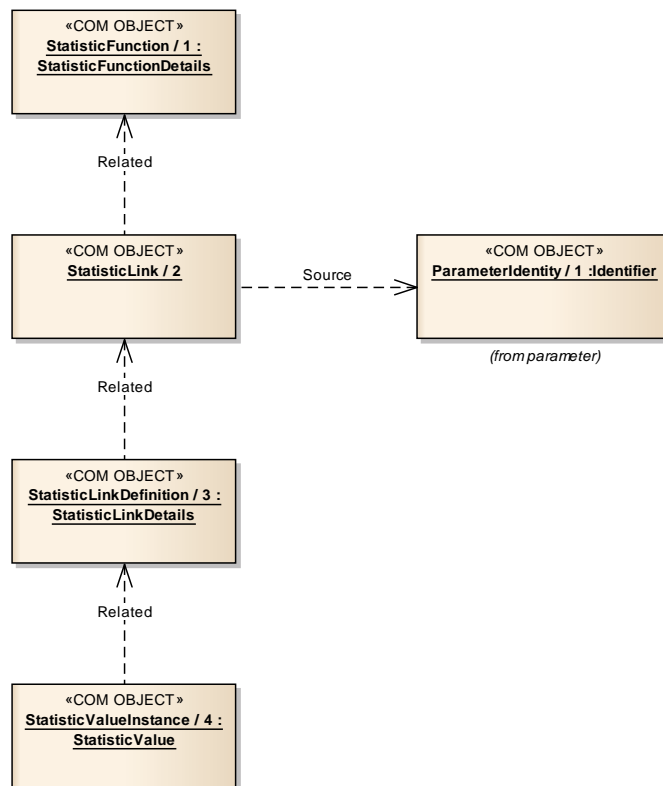 «COM OBJECT»
StatisticFunction / 1 :
StatisticFunctionDetails
Related
«COM OBJECT»
StatisticLink / 2
Source
«COM OBJECT»
ParameterIdentity / 1 :Identifier
(from parameter)
Related
«COM OBJECT»
StatisticLinkDefinition / 3 :
StatisticLinkDetails
Related
«COM OBJECT»
StatisticValueInstance / 4 :
StatisticValue